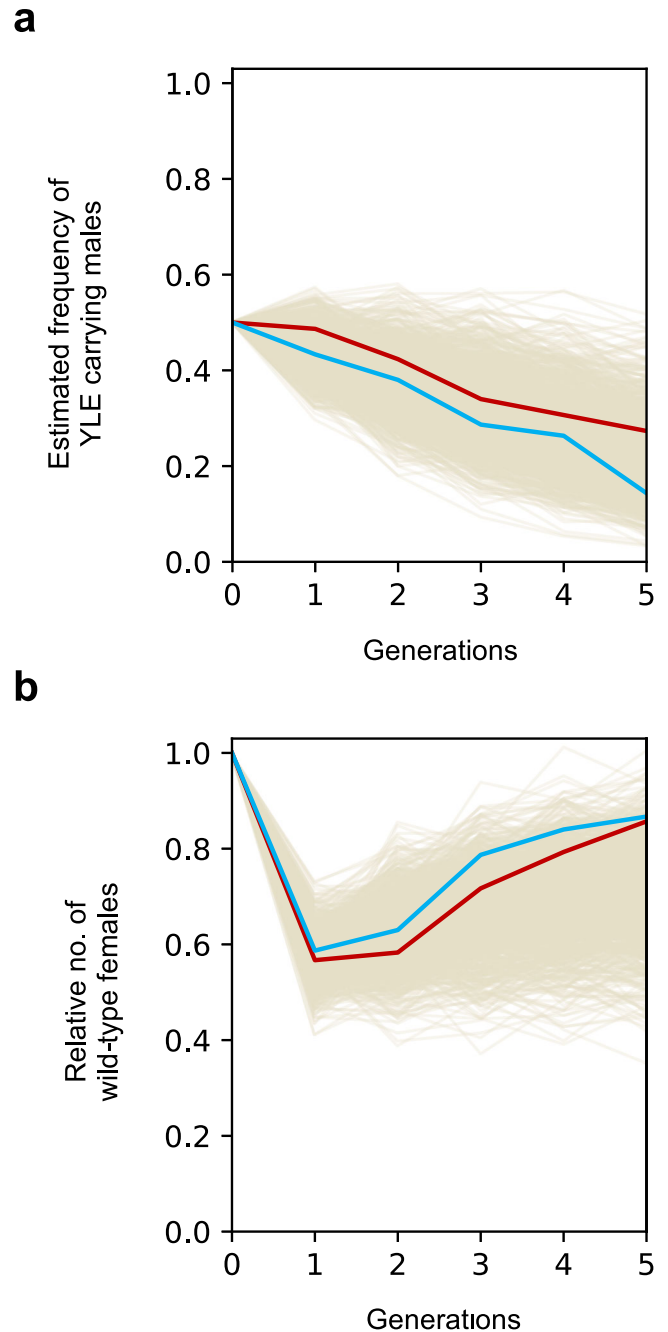 a
1.0
0.8
0.6
0.4
0.2
0.0
Estimated frequency of
YLE carrying males
0 1 2 3 4 5
Generations
b
1.0
0.8
0.6
0.4
0.2
0.0
Relative no. of
wild-type females
0 1 2 3 4 5
Generations